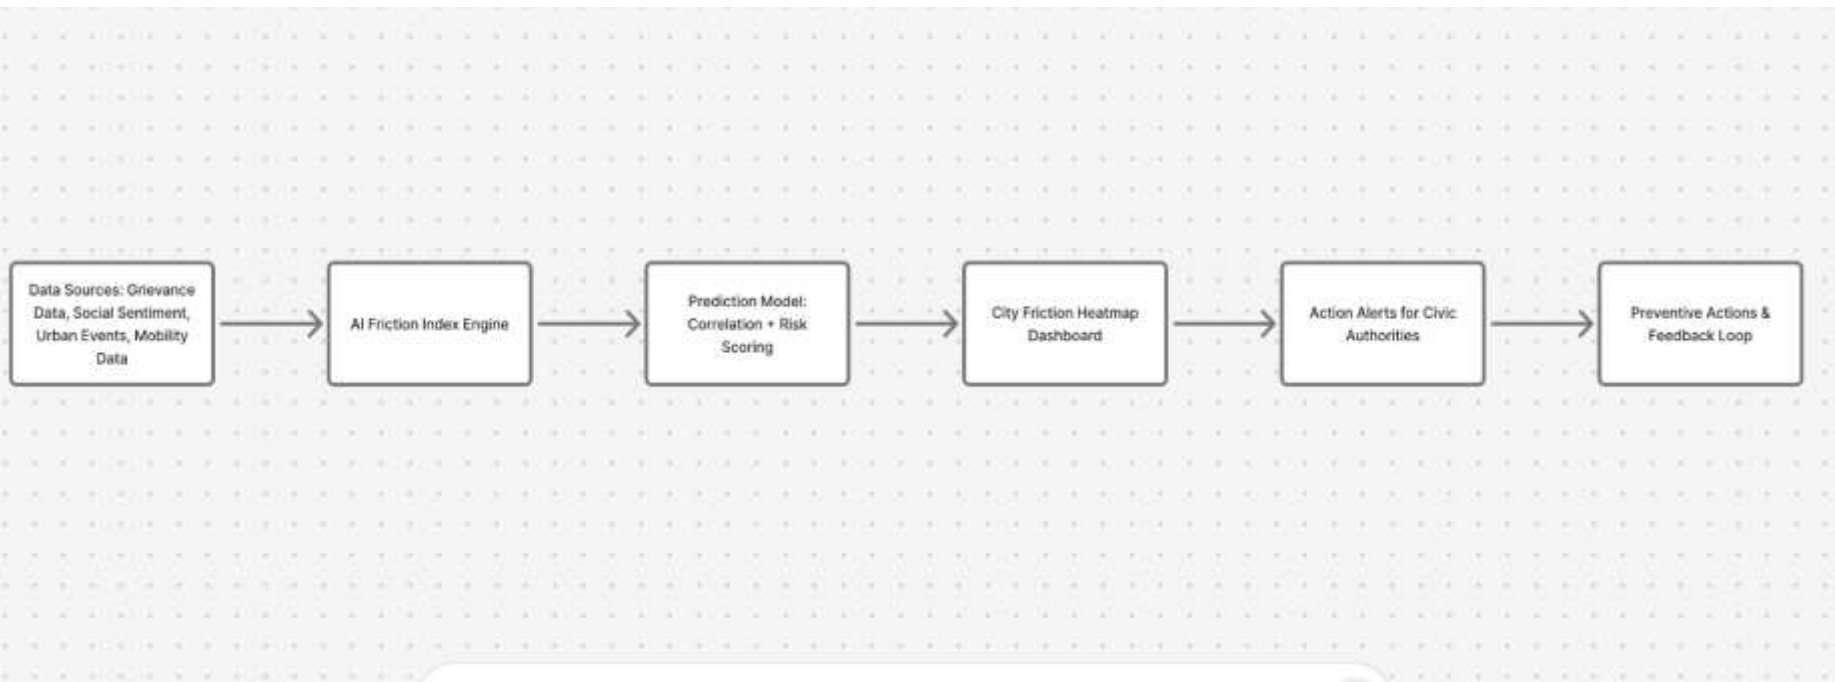 Data Sources: Grievance
Data, Social Sentiment,
Urban Events, Mobility
Data
AI Friction Index Engine
Prediction Model:
Correlation + Risk
Scoring
City Friction Heatmap
Dashboard
Action Alerts for Civic
Authorities
Preventive Actions &
Feedback Loop